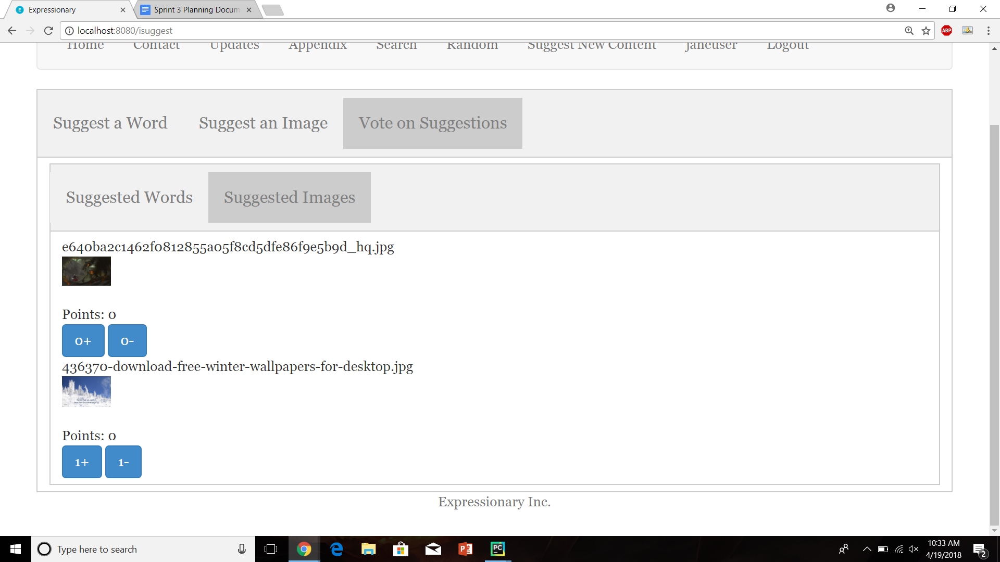 Expressionary
Sprint 3 Planning Docum
localhost:8080/isuggest
ABP
Home Contact Updates Appendix Search Random Suggest New Content janeuser Logout
Suggest a Word Suggest an Image Vote on Suggestions
Suggested Words Suggested Images
e640ba2c1462f0812855a05f8cd5dfe86f9e5b9d_hq.jpg
Points: 0
0+ 0-
436370-download-free-winter-wallpapers-for-desktop.jpg
Points: 0
1+ 1-
Expressionary Inc.
Type here to search
PC
10:33 AM
4/19/2018
2